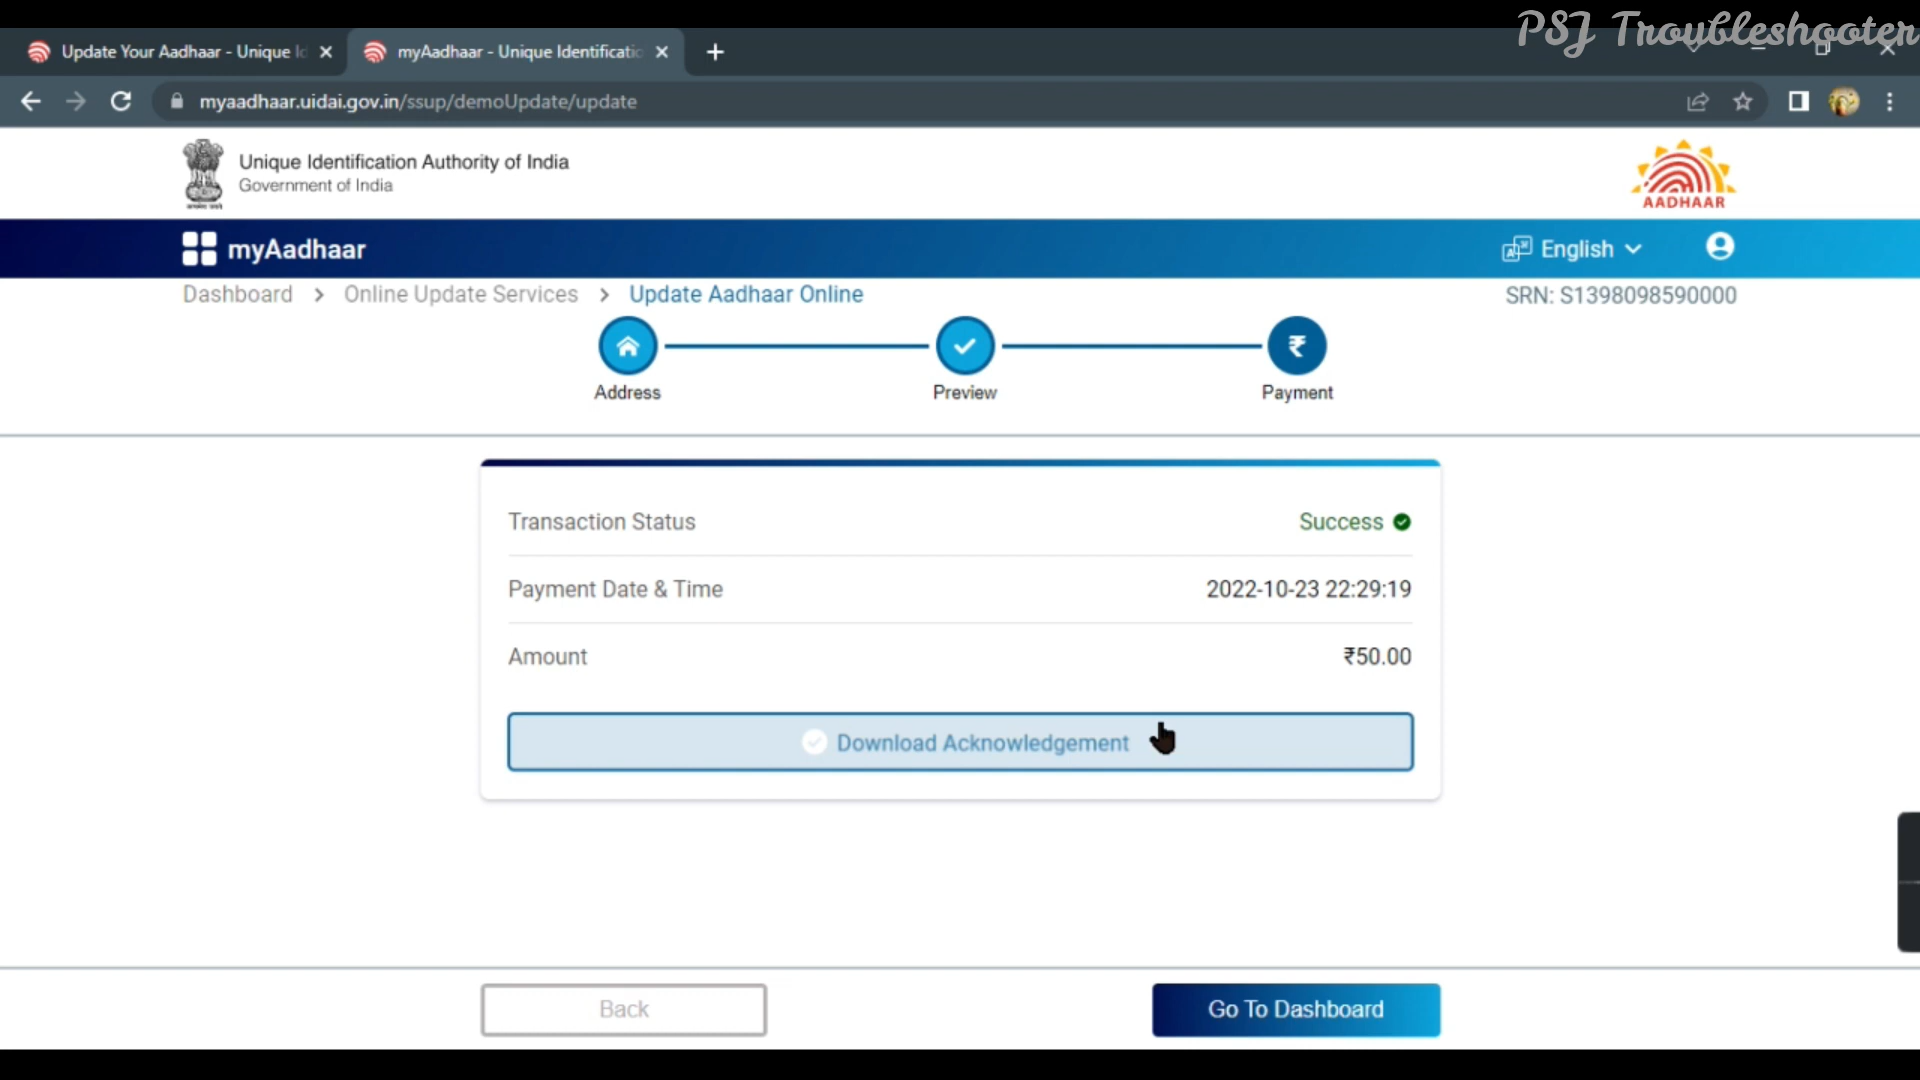 PSJ Troubleshooter
Update Your Aadhaar - Unique Id
myAadhaar - Unique Identificatio
myaadhaar.uidai.gov.in/ssup/demoUpdate/update
Unique Identification Authority of India
Government of India
AADHAAR
myAadhaar
English
Dashboard > Online Update Services > Update Aadhaar Online
SRN: S1398098590000
Address
Preview
₹
Payment
Transaction Status Success
Payment Date & Time 2022-10-23 22:29:19
Amount ₹50.00
Download Acknowledgement
Back
Go To Dashboard